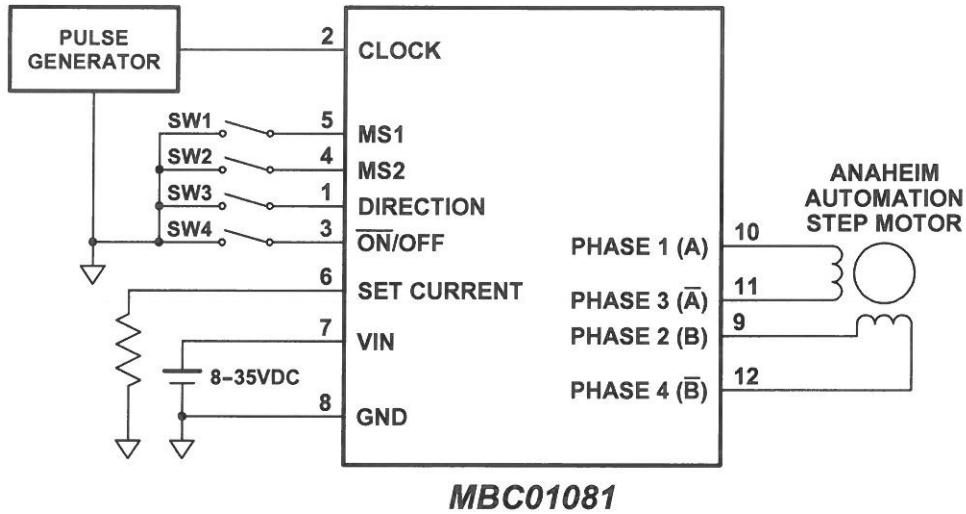 PULSE
GENERATOR
2
CLOCK
SW1
5
MS1
SW2
4
MS2
SW3
1
DIRECTION
SW4
3
O̅N̅/OFF
6
SET CURRENT
7
VIN
8–35VDC
8
GND
PHASE 1 (A)
10
PHASE 3 (A̅)
11
PHASE 2 (B)
9
PHASE 4 (B̅)
12
ANAHEIM
AUTOMATION
STEP MOTOR
MBC01081